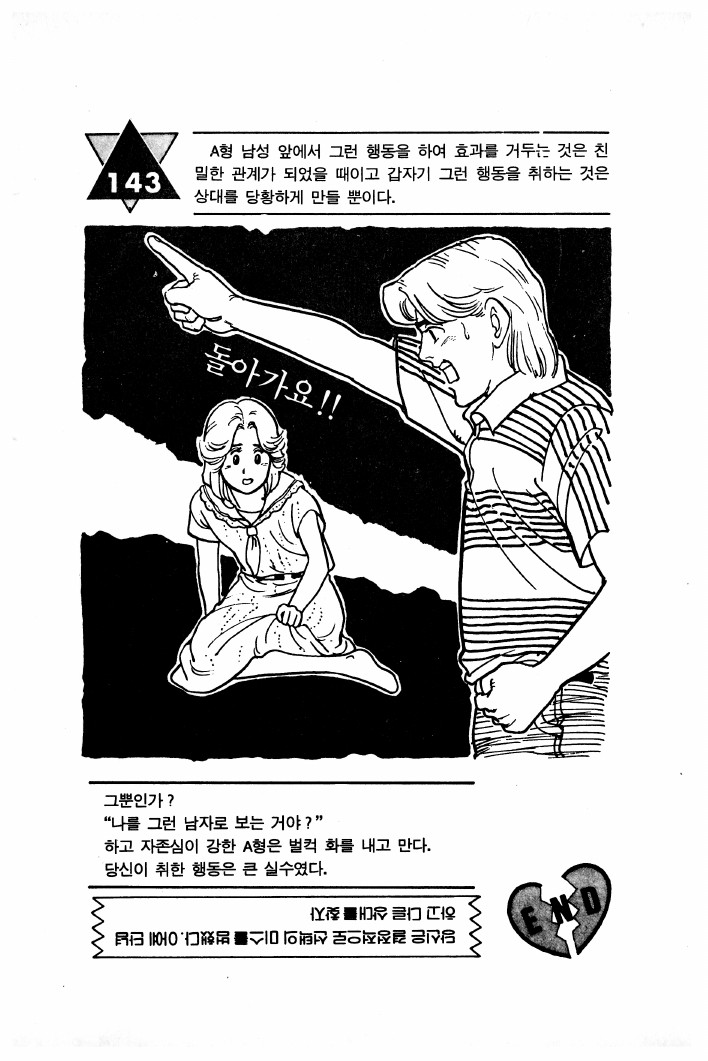 143
A형 남성 앞에서 그런 행동을 하여 효과를 거두는 것은 친
밀한 관계가 되었을 때이고 갑자기 그런 행동을 취하는 것은
상대를 당황하게 만들 뿐이다.
돌아가요!!
그뿐인가?
“나를 그런 남자로 보는 거야?”
하고 자존심이 강한 A형은 벌컥 화를 내고 만다.
당신이 취한 행동은 큰 실수였다.
당신은 결정적으로 선택의 미스를 범했다. 아예 단념
하고 다른 상대를 찾자
END